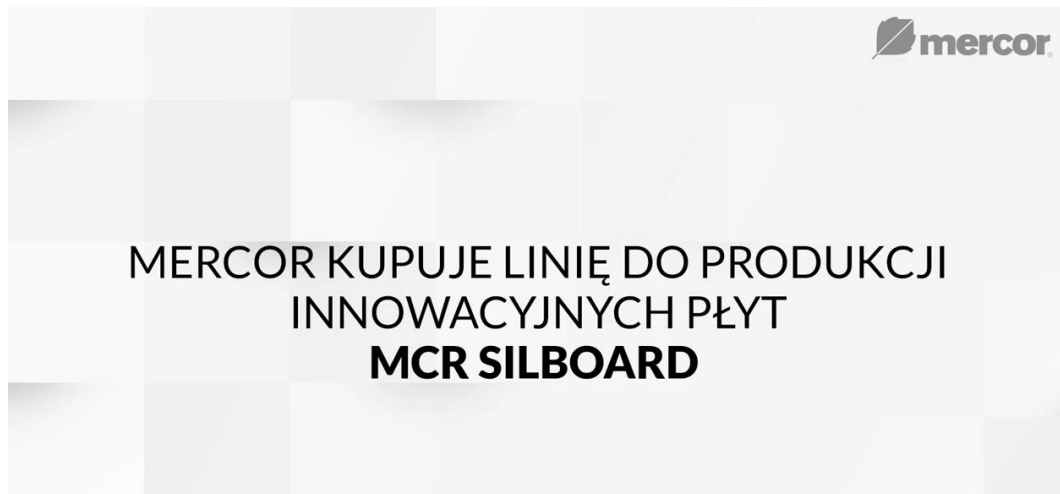 mercor
MERCOR KUPUJE LINIĘ DO PRODUKCJI
INNOWACYJNYCH PŁYT
MCR SILBOARD